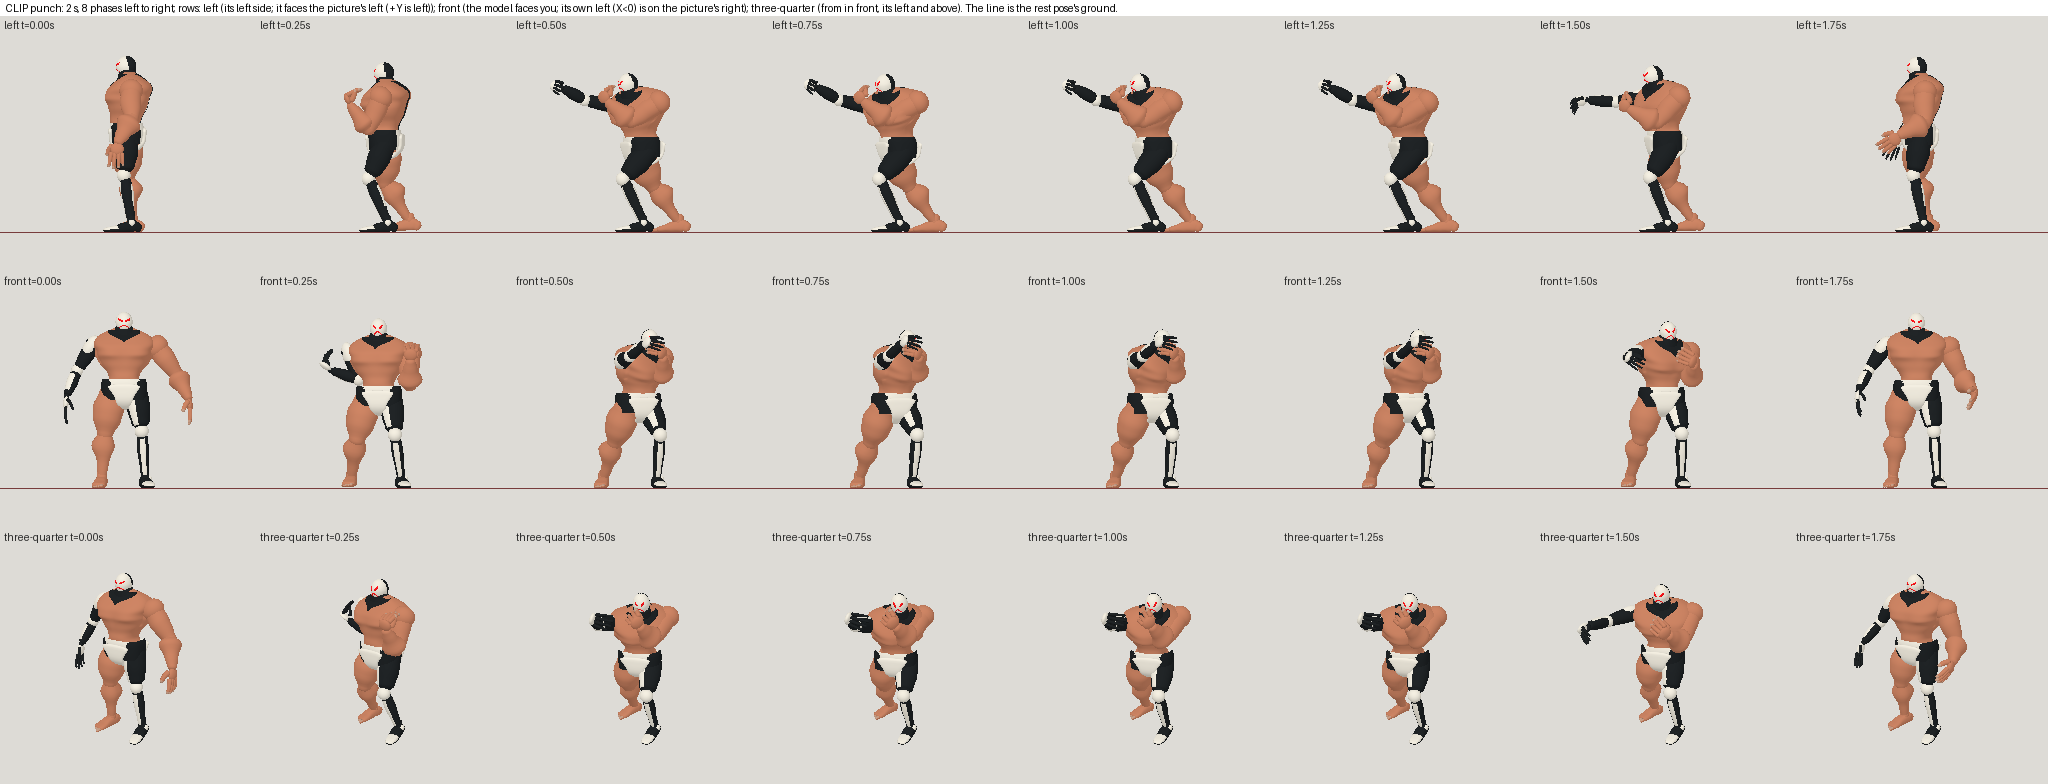 CLIP punch: 2 s, 8 phases left to right; rows: left (its left side; it faces the picture's left (+Y is left)); front (the model faces you; its own left (X<0) is on the picture's right); three-quarter (from in front, its left and above). The line is the rest pose's ground.
left t=0.00s left t=0.25s left t=0.50s left t=0.75s left t=1.00s left t=1.25s left t=1.50s left t=1.75s
front t=0.00s front t=0.25s front t=0.50s front t=0.75s front t=1.00s front t=1.25s front t=1.50s front t=1.75s
three-quarter t=0.00s three-quarter t=0.25s three-quarter t=0.50s three-quarter t=0.75s three-quarter t=1.00s three-quarter t=1.25s three-quarter t=1.50s three-quarter t=1.75s